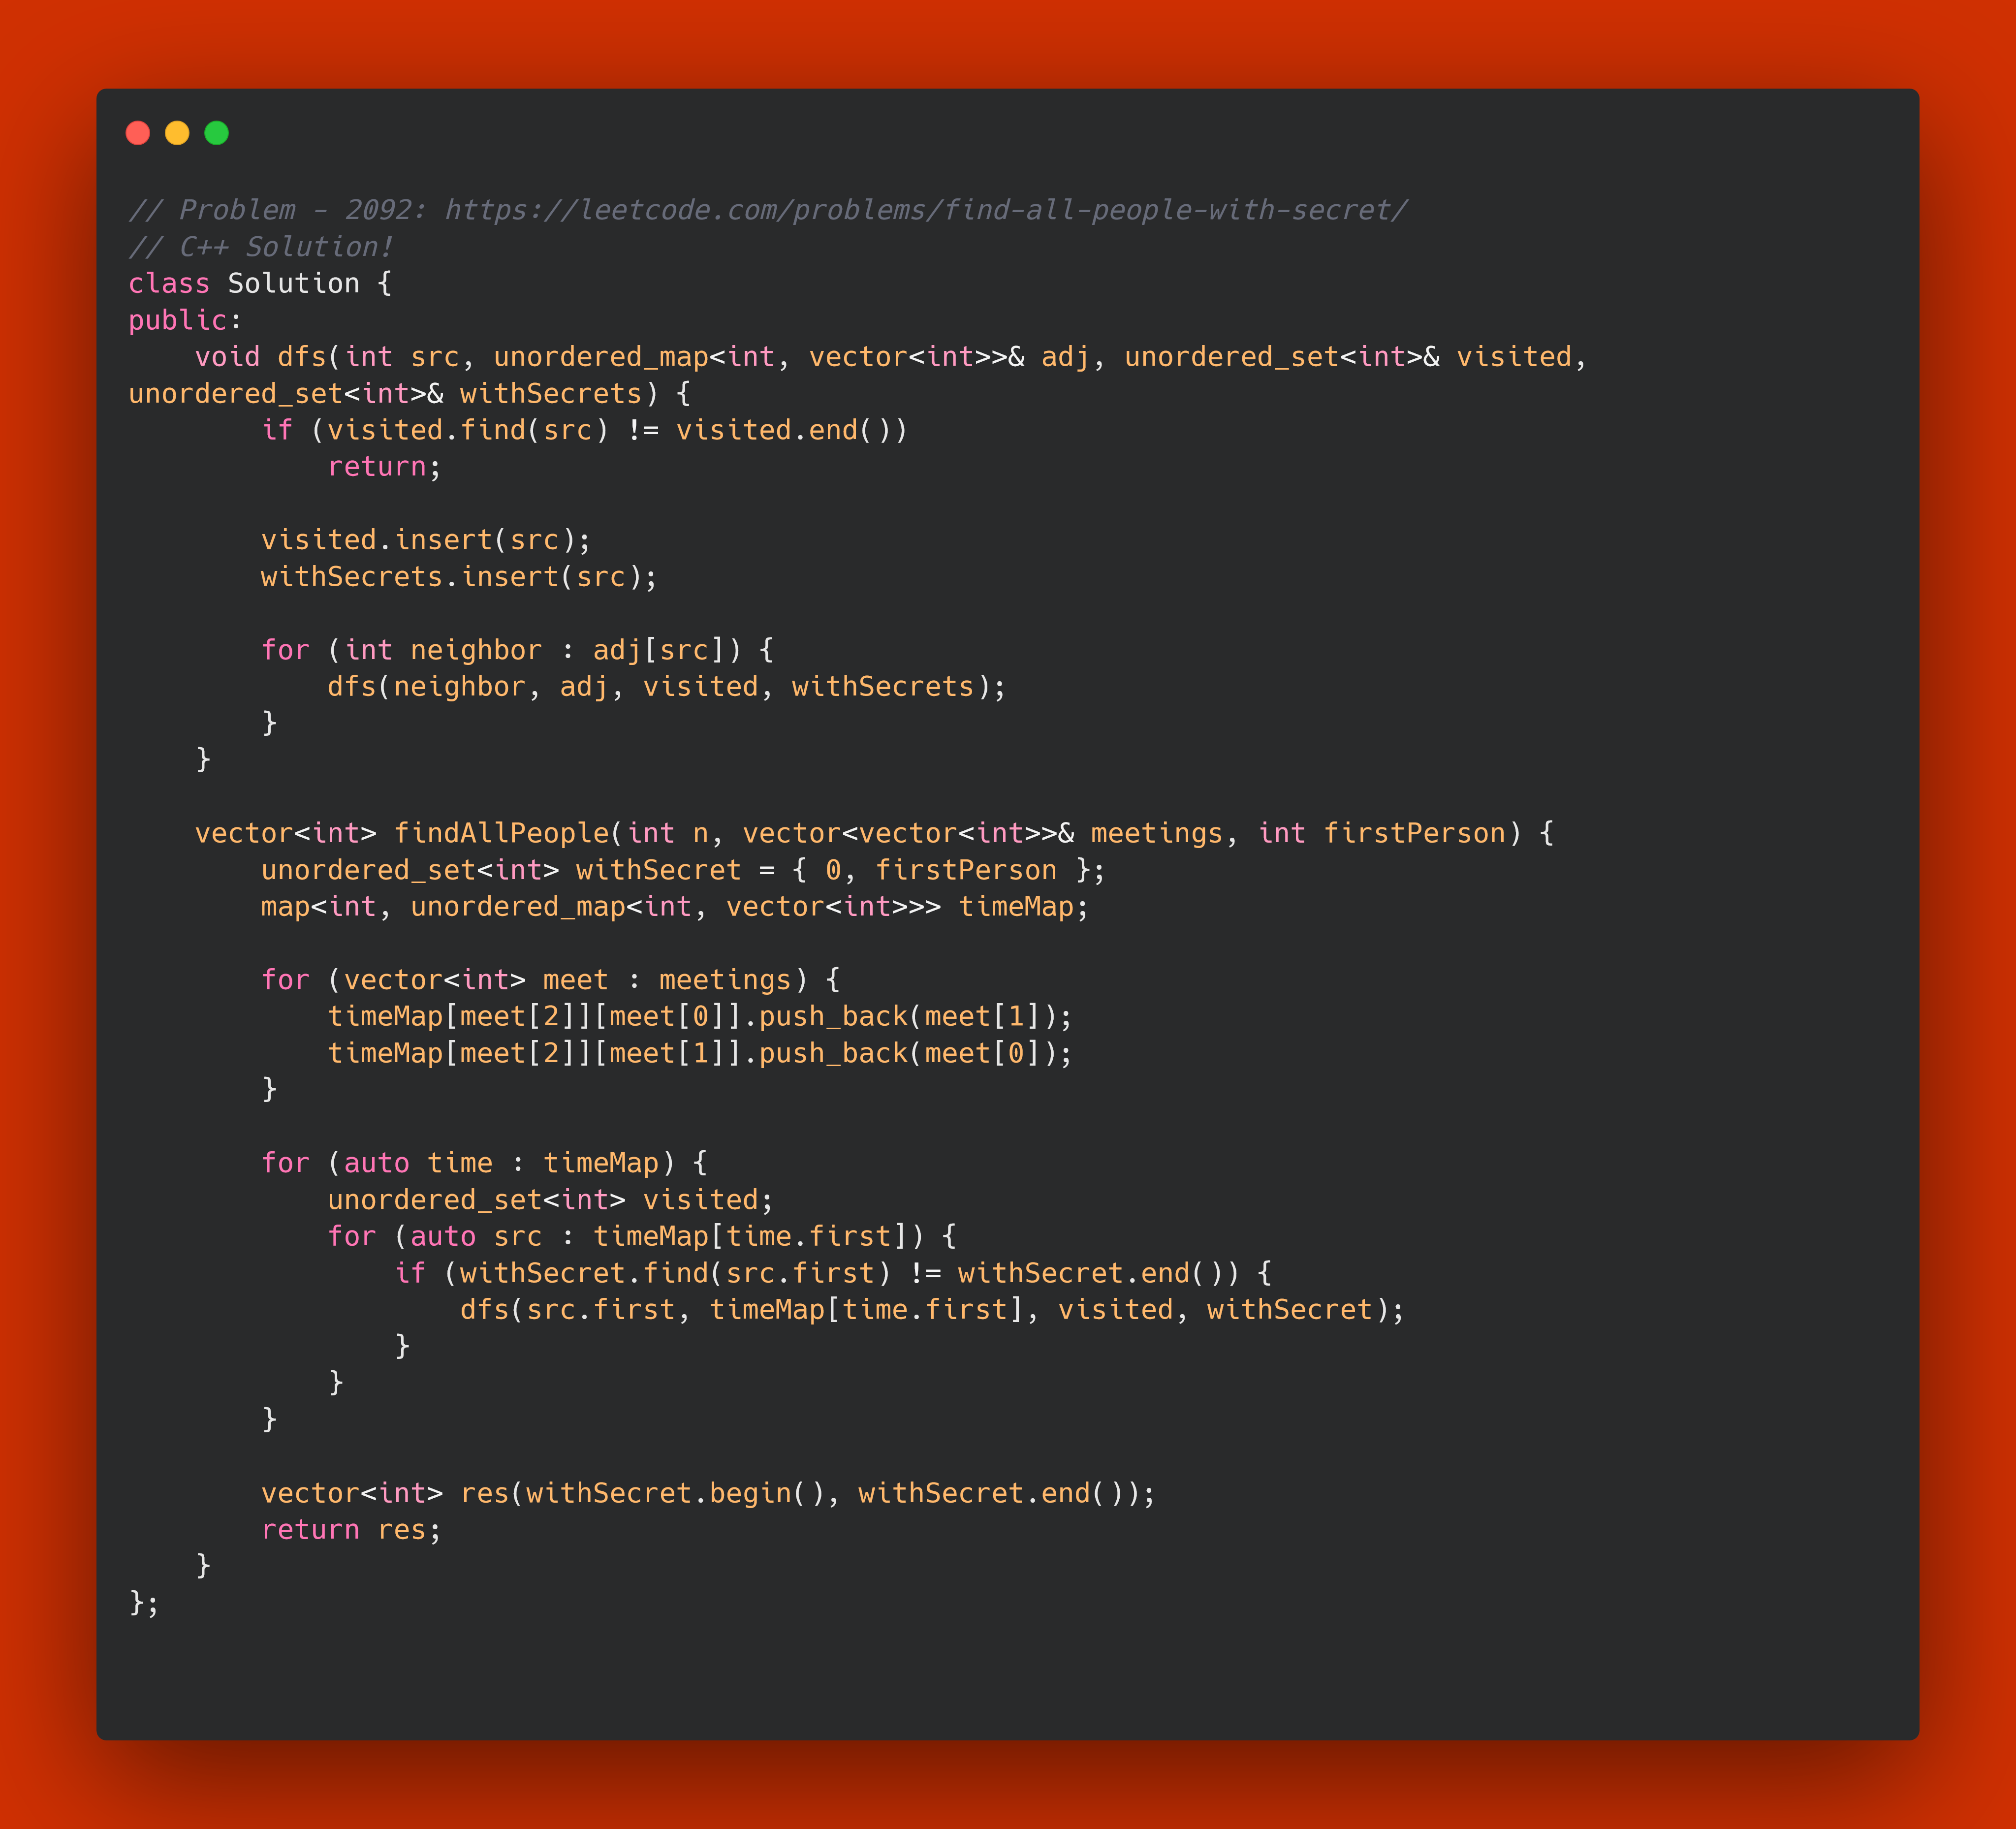 // Problem - 2092: https://leetcode.com/problems/find-all-people-with-secret/
// C++ Solution!
class Solution {
public:
    void dfs(int src, unordered_map<int, vector<int>>& adj, unordered_set<int>& visited,
unordered_set<int>& withSecrets) {
        if (visited.find(src) != visited.end())
            return;

        visited.insert(src);
        withSecrets.insert(src);

        for (int neighbor : adj[src]) {
            dfs(neighbor, adj, visited, withSecrets);
        }
    }

    vector<int> findAllPeople(int n, vector<vector<int>>& meetings, int firstPerson) {
        unordered_set<int> withSecret = { 0, firstPerson };
        map<int, unordered_map<int, vector<int>>> timeMap;

        for (vector<int> meet : meetings) {
            timeMap[meet[2]][meet[0]].push_back(meet[1]);
            timeMap[meet[2]][meet[1]].push_back(meet[0]);
        }

        for (auto time : timeMap) {
            unordered_set<int> visited;
            for (auto src : timeMap[time.first]) {
                if (withSecret.find(src.first) != withSecret.end()) {
                    dfs(src.first, timeMap[time.first], visited, withSecret);
                }
            }
        }

        vector<int> res(withSecret.begin(), withSecret.end());
        return res;
    }
};